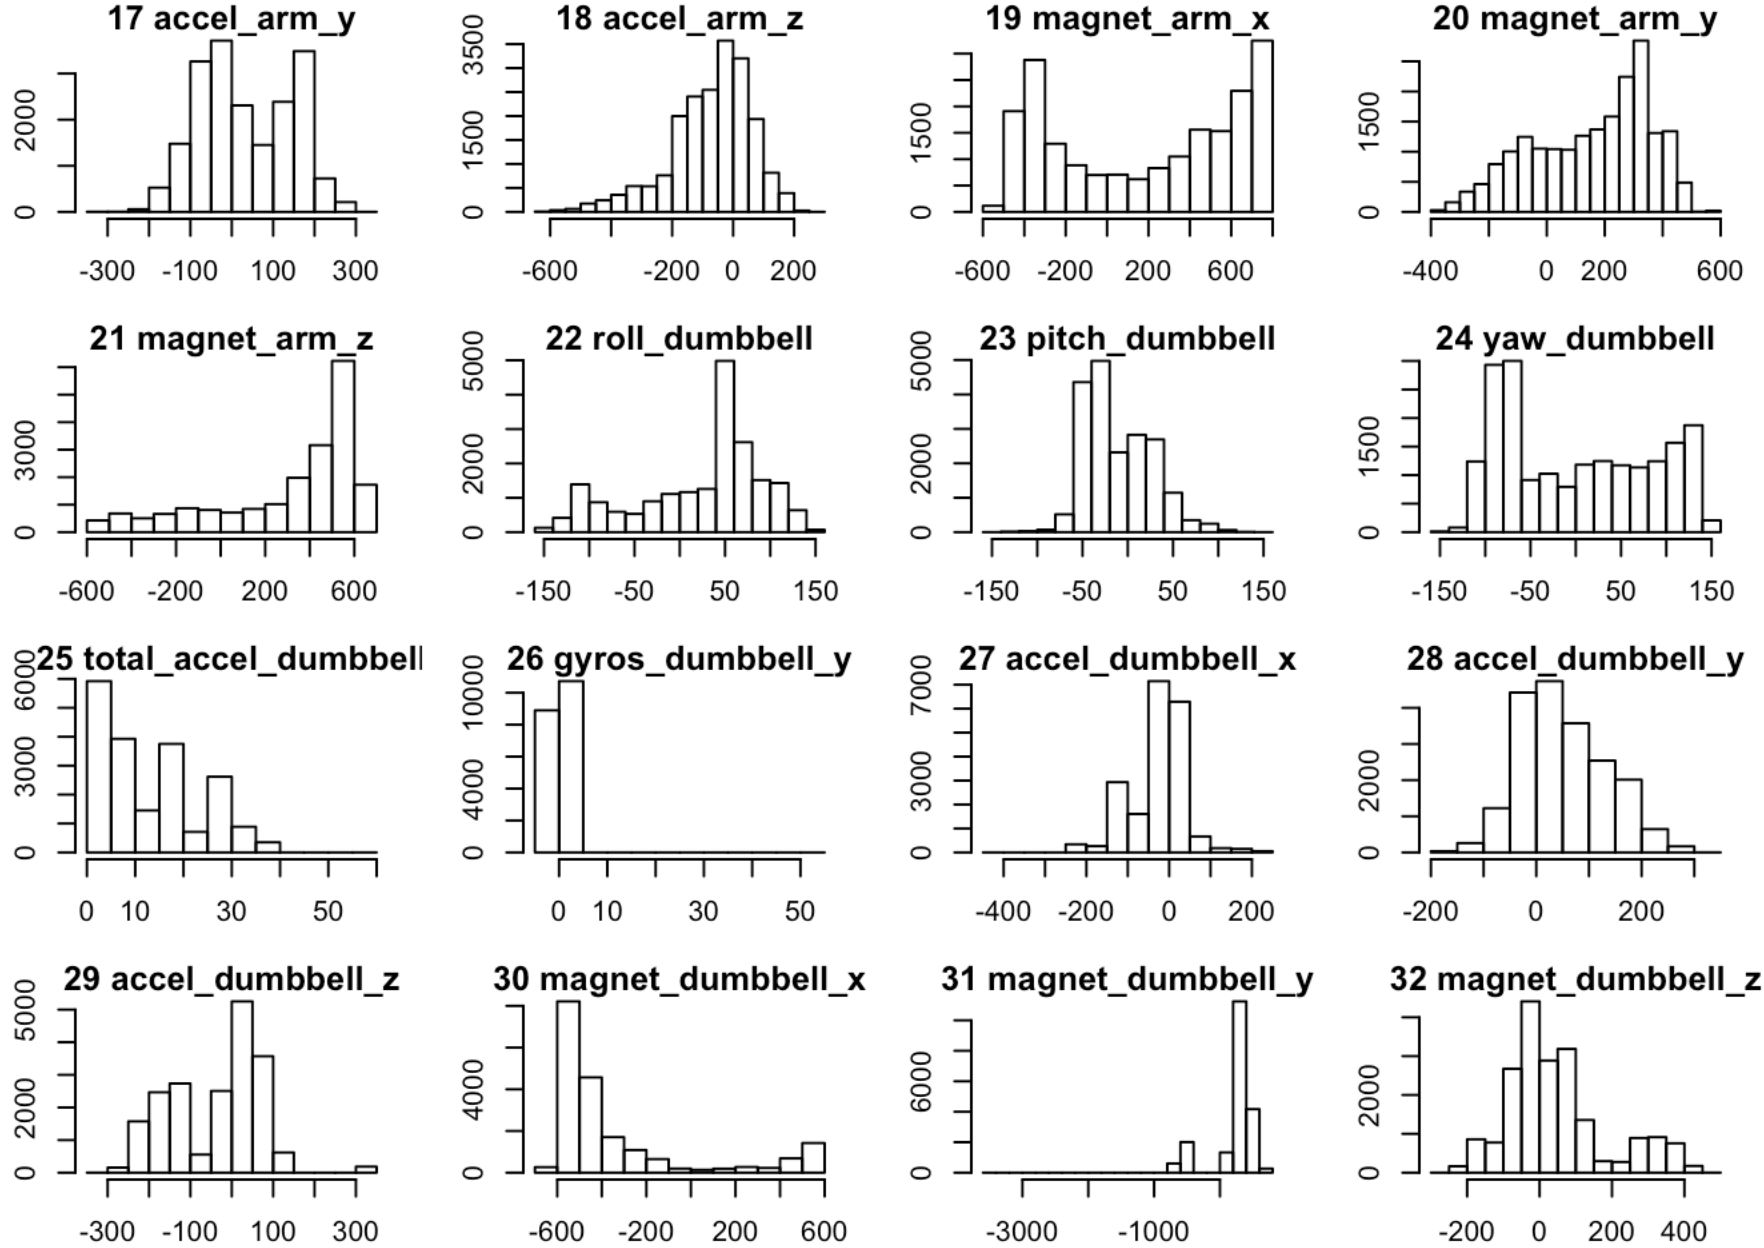 17 accel_arm_y
0 2000
-300 -100 100 300
18 accel_arm_z
0 1500 3500
-600 -200 0 200
19 magnet_arm_x
0 1500
-600 -200 200 600
20 magnet_arm_y
0 1500
-400 0 200 600
21 magnet_arm_z
0 3000
-600 -200 200 600
22 roll_dumbbell
0 2000 5000
-150 -50 50 150
23 pitch_dumbbell
0 2000 5000
-150 -50 50 150
24 yaw_dumbbell
0 1500
-150 -50 50 150
25 total_accel_dumbbell
0 3000 6000
0 10 30 50
26 gyros_dumbbell_y
0 4000 10000
0 10 30 50
27 accel_dumbbell_x
0 3000 7000
-400 -200 0 200
28 accel_dumbbell_y
0 2000
-200 0 200
29 accel_dumbbell_z
0 2000 5000
-300 -100 100 300
30 magnet_dumbbell_x
0 4000
-600 -200 200 600
31 magnet_dumbbell_y
0 6000
-3000 -1000
32 magnet_dumbbell_z
0 2000
-200 0 200 400